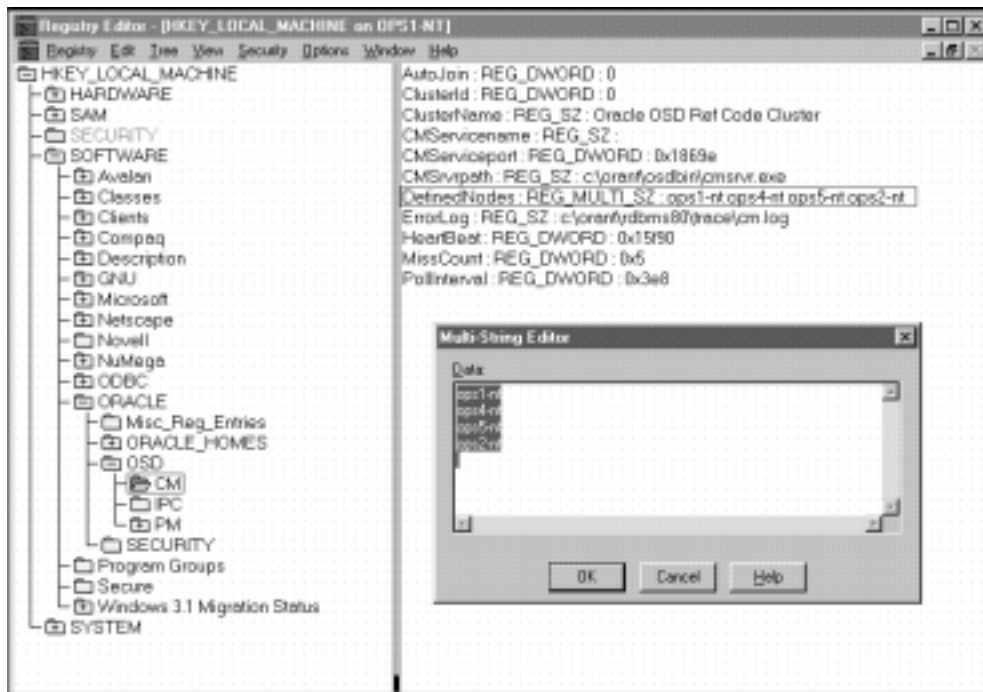 Registry Editor - [HKEY_LOCAL_MACHINE on OPS1-NT]
Registry Edit Tree View Security Options Window Help
HKEY_LOCAL_MACHINE
HARDWARE
SAM
SECURITY
SOFTWARE
Avalan
Classes
Clients
Compaq
Description
GNU
Microsoft
Netscape
Novell
NuMega
ODBC
ORACLE
Misc_Reg_Entries
ORACLE_HOMES
OSD
CM
IPC
PM
SECURITY
Program Groups
Secure
Windows 3.1 Migration Status
SYSTEM
AutoJoin : REG_DWORD : 0
ClusterId : REG_DWORD : 0
ClusterName : REG_SZ : Oracle OSD Ref Code Cluster
CMServicename : REG_SZ :
CMServiceport : REG_DWORD : 0x1869e
CMSrvrpath : REG_SZ : c:\orant\osdbin\cmsrvr.exe
DefinedNodes : REG_MULTI_SZ : ops1-nt ops4-nt ops5-nt ops2-nt
ErrorLog : REG_SZ : c:\orant\rdbms80\trace\cm.log
HeartBeat : REG_DWORD : 0x15f90
MissCount : REG_DWORD : 0x5
PollInterval : REG_DWORD : 0x3e8
Multi-String Editor
Data:
ops1-nt
ops4-nt
ops5-nt
ops2-nt
OK Cancel Help